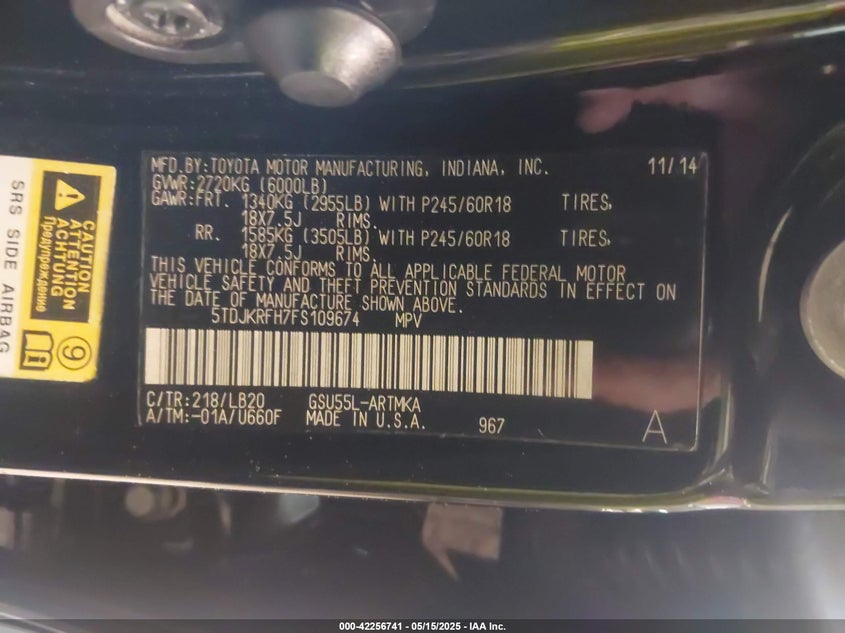 MFD.BY:TOYOTA MOTOR MANUFACTURING, INDIANA, INC. 11/14
GVWR:2720KG (6000LB)
GAWR:FRT. 1340KG (2955LB) WITH P245/60R18 TIRES,
18X7.5J RIMS.
RR. 1585KG (3505LB) WITH P245/60R18 TIRES,
18X7.5J RIMS.
THIS VEHICLE CONFORMS TO ALL APPLICABLE FEDERAL MOTOR
VEHICLE SAFETY AND THEFT PREVENTION STANDARDS IN EFFECT ON
THE DATE OF MANUFACTURE SHOWN ABOVE.
5TDJKRFH7FS109674 MPV
C/TR:218/LB20 GSU55L-ARTMKA
A/TM:-01A/U660F MADE IN U.S.A. 967
A
SRS SIDE AIRBAG
CAUTION
ATTENTION
ACHTUNG
Предупреждение
9
000-42256741 - 05/15/2025 - IAA Inc.